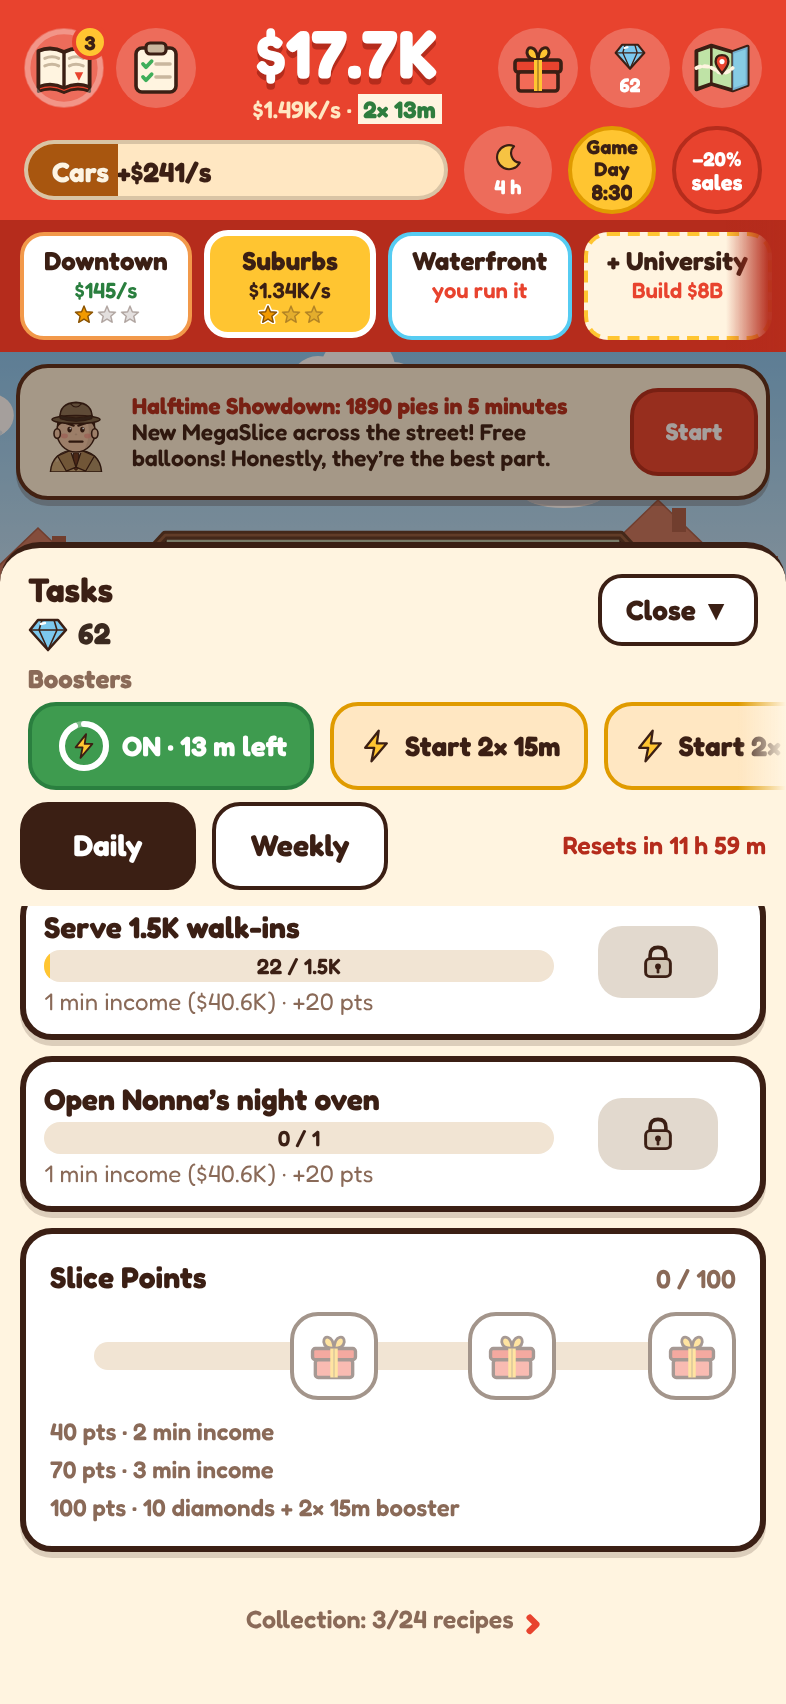 3
$17.7K
$1.49K/s · 2× 13m
62
Cars +$241/s
4 h
Game
Day
8:30
−20%
sales
Downtown
$145/s
Suburbs
$1.34K/s
Waterfront
you run it
+ University
Build $8B
Halftime Showdown: 1890 pies in 5 minutes
New MegaSlice across the street! Free
balloons! Honestly, they’re the best part.
Start
Tasks
62
Close ▼
Boosters
ON · 13 m left
Start 2× 15m
Start 2×
Daily
Weekly
Resets in 11 h 59 m
Serve 1.5K walk-ins
22 / 1.5K
1 min income ($40.6K) · +20 pts
Open Nonna’s night oven
0 / 1
1 min income ($40.6K) · +20 pts
Slice Points
0 / 100
40 pts · 2 min income
70 pts · 3 min income
100 pts · 10 diamonds + 2× 15m booster
Collection: 3/24 recipes